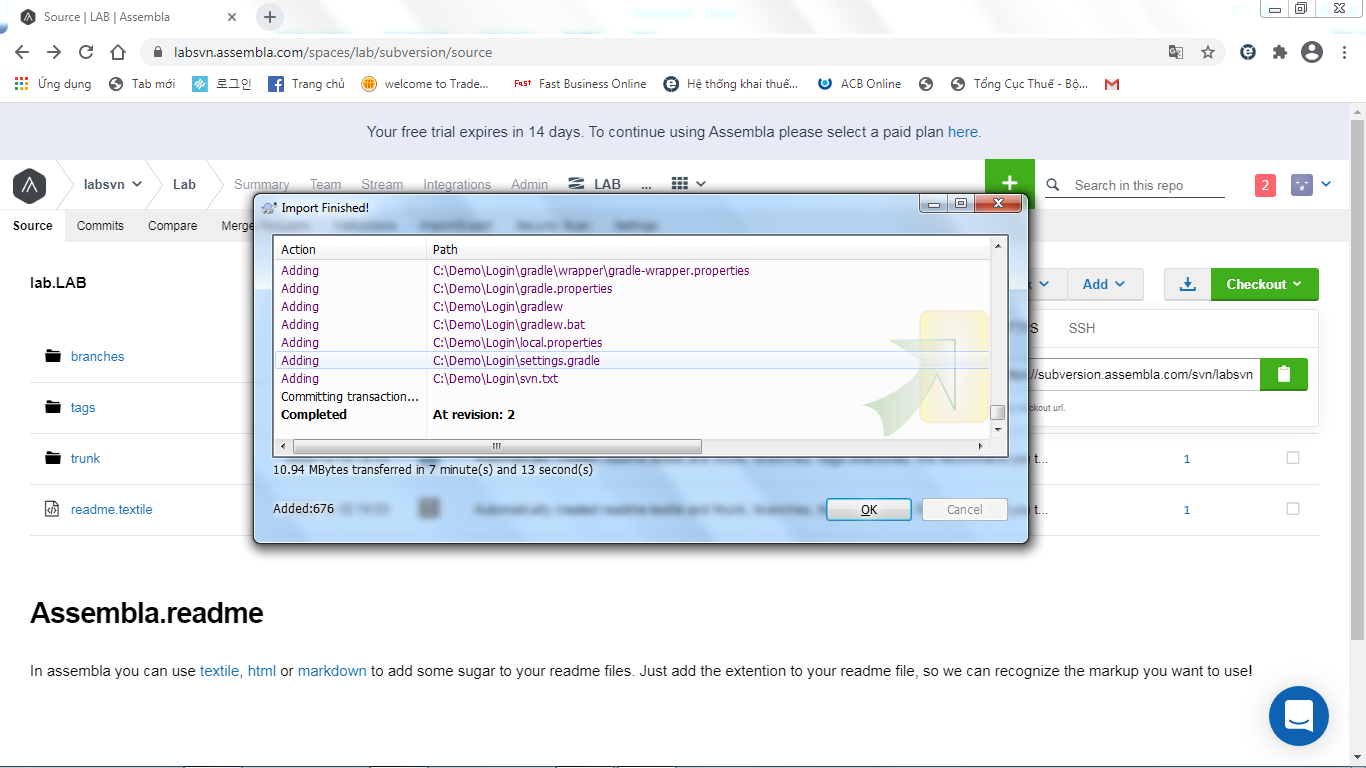 Source | LAB | Assembla
labsvn.assembla.com/spaces/lab/subversion/source
Ứng dụng Tab mới 로그인 Trang chủ welcome to Trade... Fast Fast Business Online Hệ thống khai thuế... ACB Online Tổng Cục Thuế - Bộ...
Your free trial expires in 14 days. To continue using Assembla please select a paid plan here.
labsvn Lab Summary Team Stream Integrations Admin LAB ... + Search in this repo 2
Import Finished!
Source Commits Compare Merge
Action Path
Adding C:\Demo\Login\gradle\wrapper\gradle-wrapper.properties
Adding C:\Demo\Login\gradle.properties
Adding C:\Demo\Login\gradlew
Adding C:\Demo\Login\gradlew.bat
Adding C:\Demo\Login\local.properties
Adding C:\Demo\Login\settings.gradle
Adding C:\Demo\Login\svn.txt
Committing transaction...
Completed At revision: 2
10.94 MBytes transferred in 7 minute(s) and 13 second(s)
Added:676
OK Cancel
lab.LAB
Add Checkout
SSH
://subversion.assembla.com/svn/labsvn
ckout url.
branches
tags
trunk t... 1
readme.textile t... 1
Assembla.readme
In assembla you can use textile, html or markdown to add some sugar to your readme files. Just add the extention to your readme file, so we can recognize the markup you want to use!